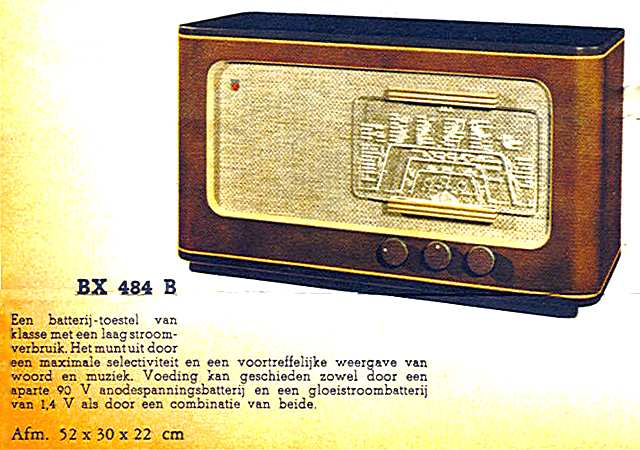 BX 484 B
Een batterij-toestel van
klasse met een laag stroom-
verbruik. Het munt uit door
een maximale selectiviteit en een voortreffelijke weergave van
woord en muziek. Voeding kan geschieden zowel door een
aparte 90 V anodespanningsbatterij en een gloeistroombatterij
van 1,4 V als door een combinatie van beide.
Afm. 52 x 30 x 22 cm